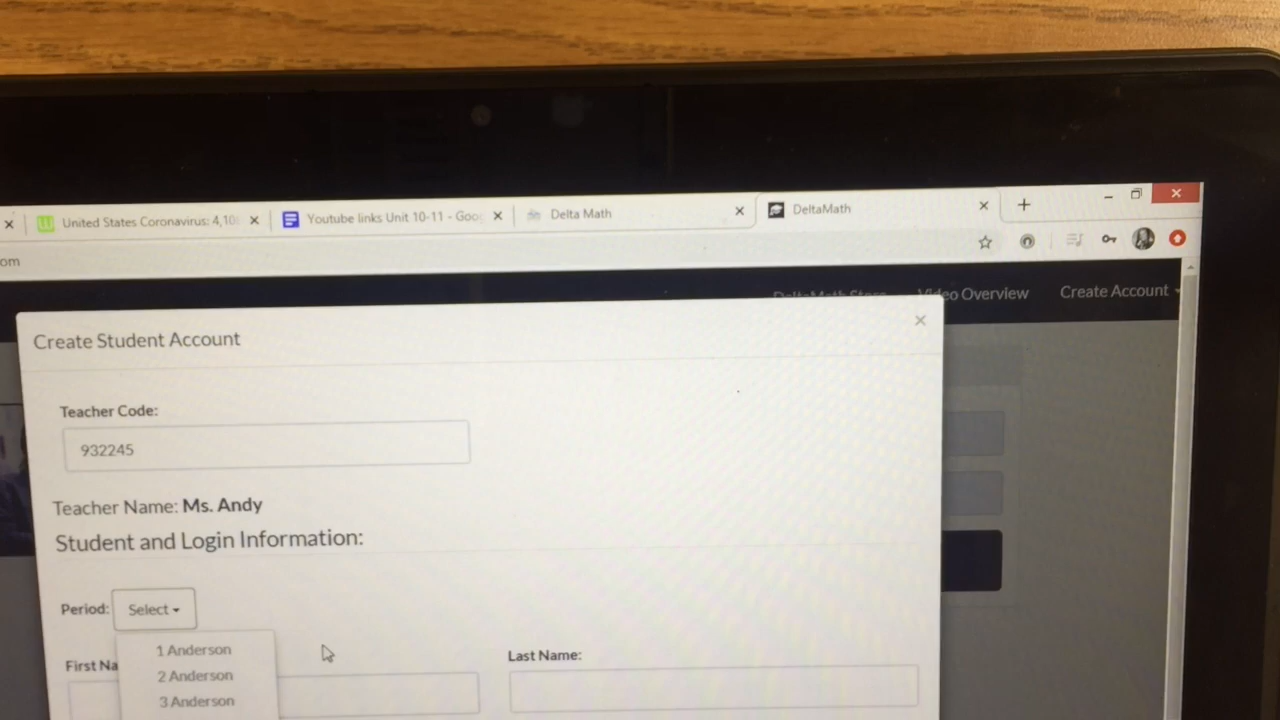 United States Coronavirus: 4,10
Youtube links Unit 10-11 - Goo
Delta Math
DeltaMath
om
DeltaMath Store
Video Overview
Create Account
Create Student Account
Teacher Code:
932245
Teacher Name: Ms. Andy
Student and Login Information:
Period: Select
1 Anderson
First Na
Last Name:
2 Anderson
3 Anderson